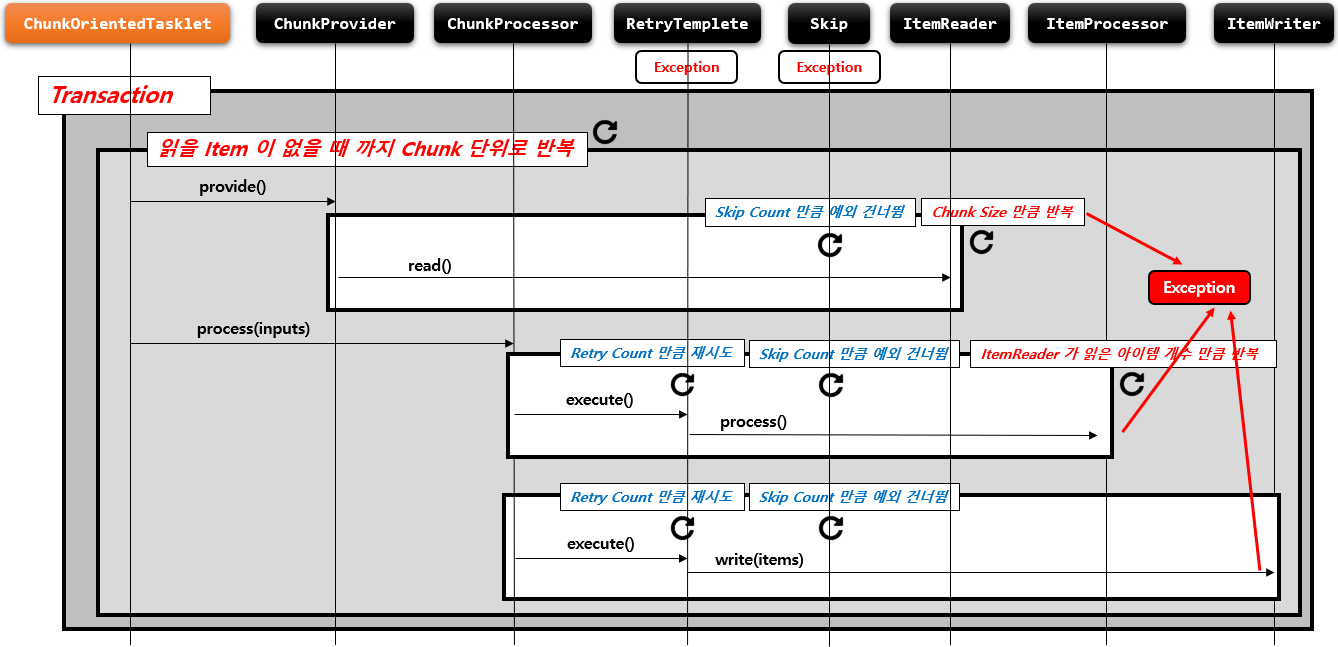 ChunkOrientedTasklet
ChunkProvider
ChunkProcessor
RetryTemplete
Skip
ItemReader
ItemProcessor
ItemWriter
Exception
Exception
Transaction
읽을 Item 이 없을 때 까지 Chunk 단위로 반복
provide()
Skip Count 만큼 예외 건너뜀
Chunk Size 만큼 반복
read()
Exception
process(inputs)
Retry Count 만큼 재시도
Skip Count 만큼 예외 건너뜀
ItemReader 가 읽은 아이템 개수 만큼 반복
execute()
process()
Retry Count 만큼 재시도
Skip Count 만큼 예외 건너뜀
execute()
write(items)